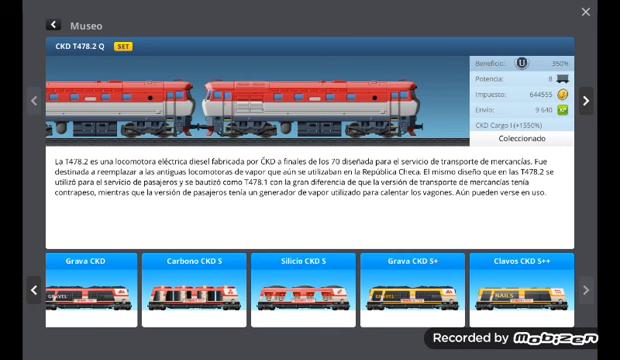 Museo
CKD T478.2 Q SET
Beneficio: U 350%
Potencia: 8
Impuesto: 644555
Envío: 9 640 XP
CKD Cargo I (+1550%)
Coleccionado
La T478.2 es una locomotora eléctrica diesel fabricada por ČKD a finales de los 70 diseñada para el servicio de transporte de mercancías. Fue
destinada a reemplazar a las antiguas locomotoras de vapor que aún se utilizaban en la República Checa. El mismo diseño que en las T478.2 se
utilizó para el servicio de pasajeros y se bautizó como T478.1 con la gran diferencia de que la versión de transporte de mercancías tenía
contrapeso, mientras que la versión de pasajeros tenía un generador de vapor utilizado para calentar los vagones. Aún pueden verse en uso.
Grava CKD
Carbono CKD S
Silicio CKD S
Grava CKD S+
Clavos CKD S++
GRAVEL
GRAVEL
NAILS
Recorded by MOBIZEN